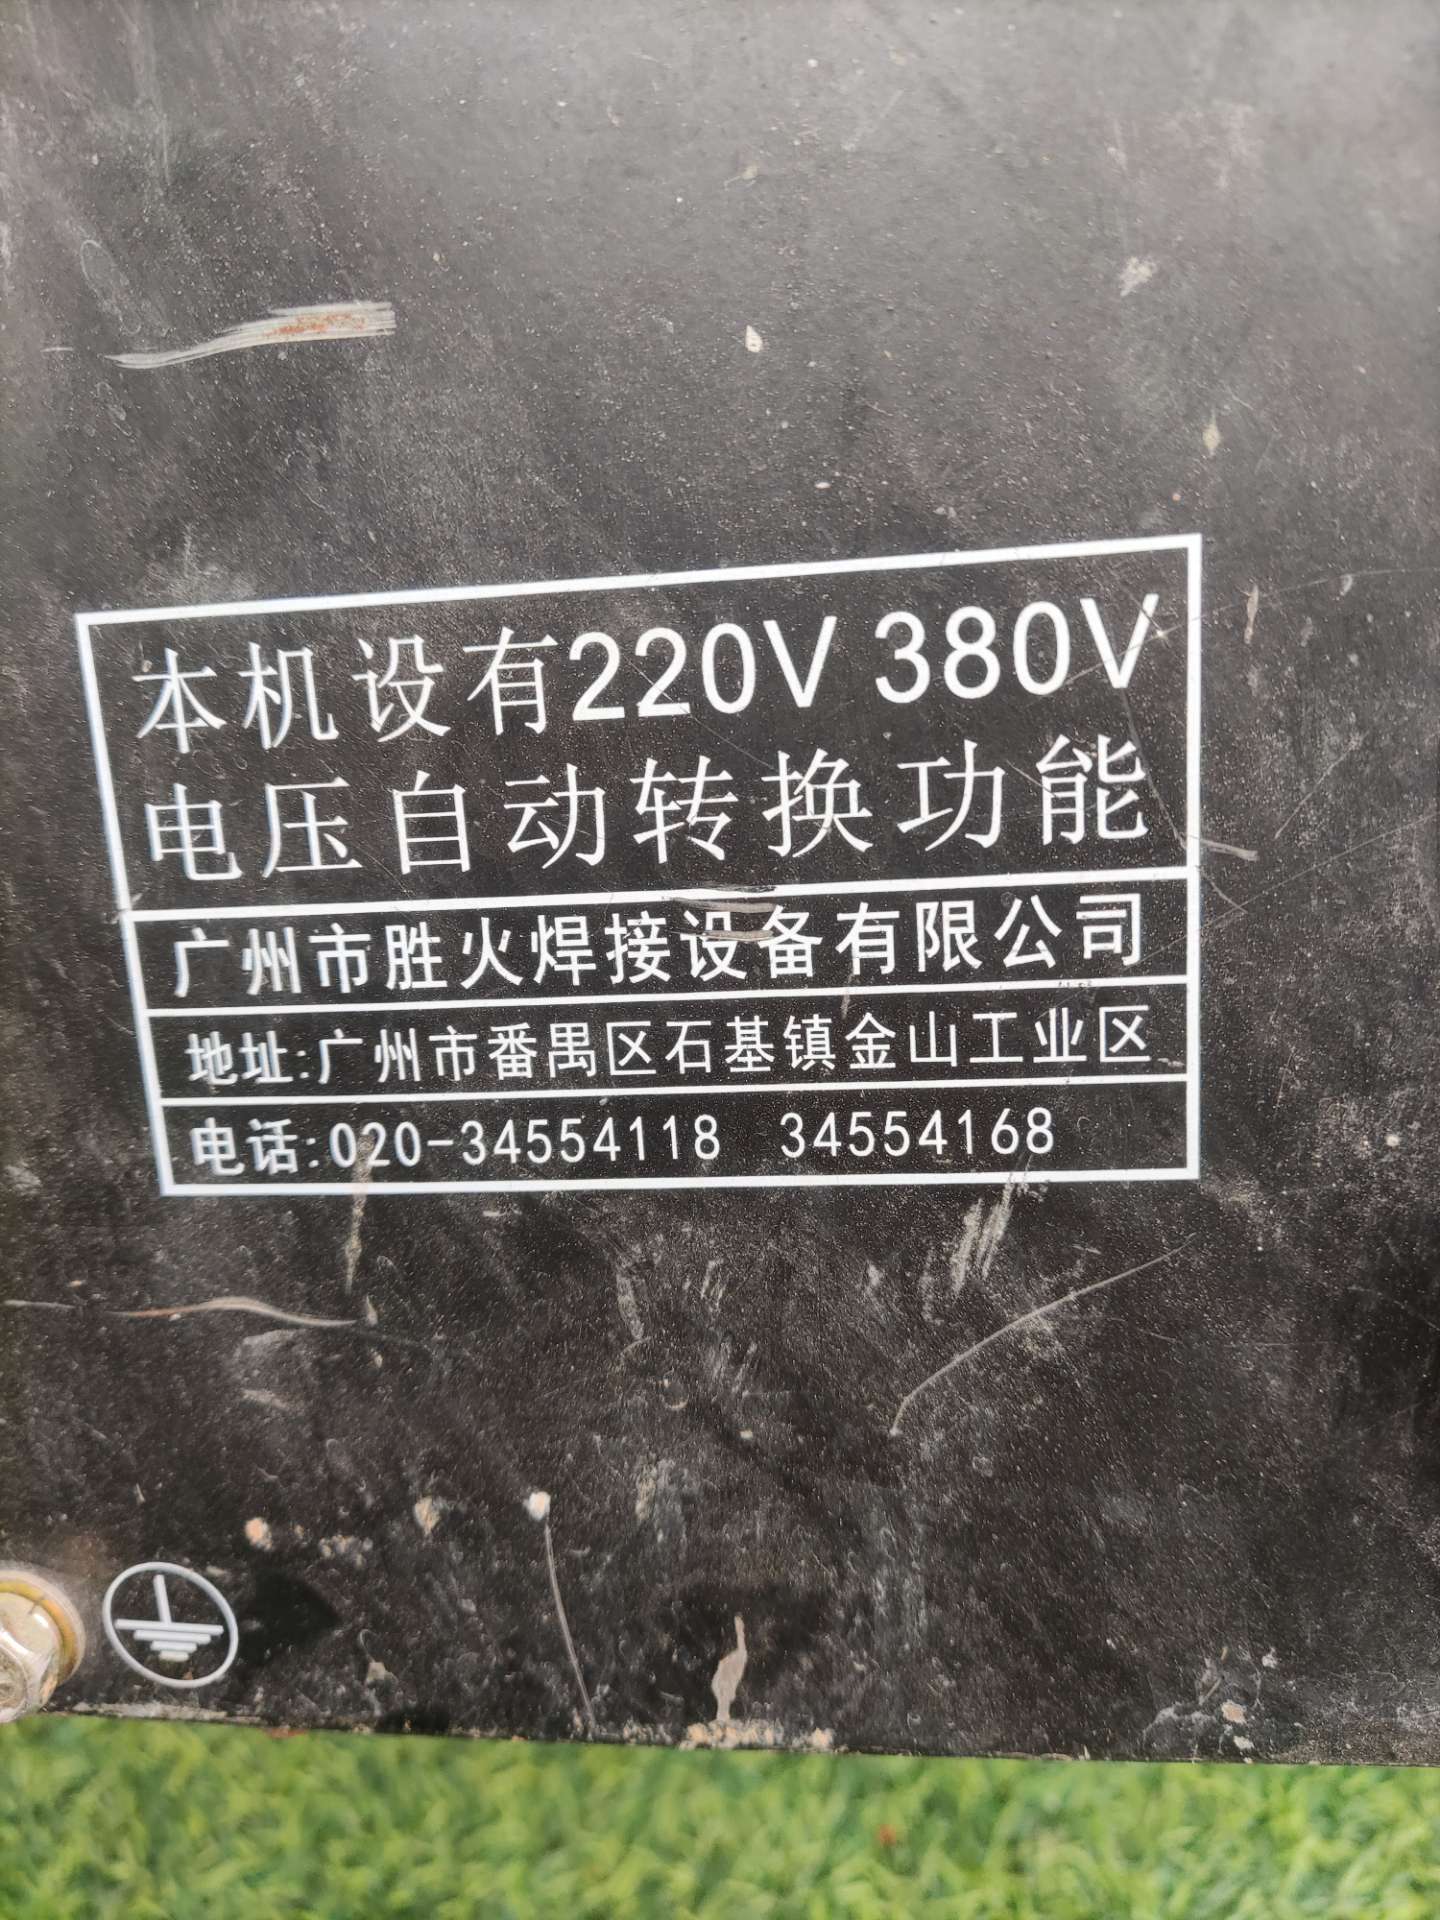 本机设有220V 380V
电压自动转换功能
广州市胜火焊接设备有限公司
地址:广州市番禺区石基镇金山工业区
电话:020-34554118 34554168